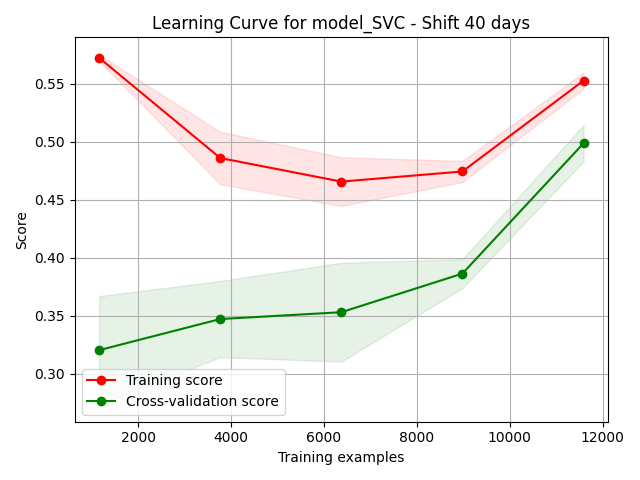 Learning Curve for model_SVC - Shift 40 days
Score
0.55
0.50
0.45
0.40
0.35
0.30
Training score
Cross-validation score
2000 4000 6000 8000 10000 12000
Training examples